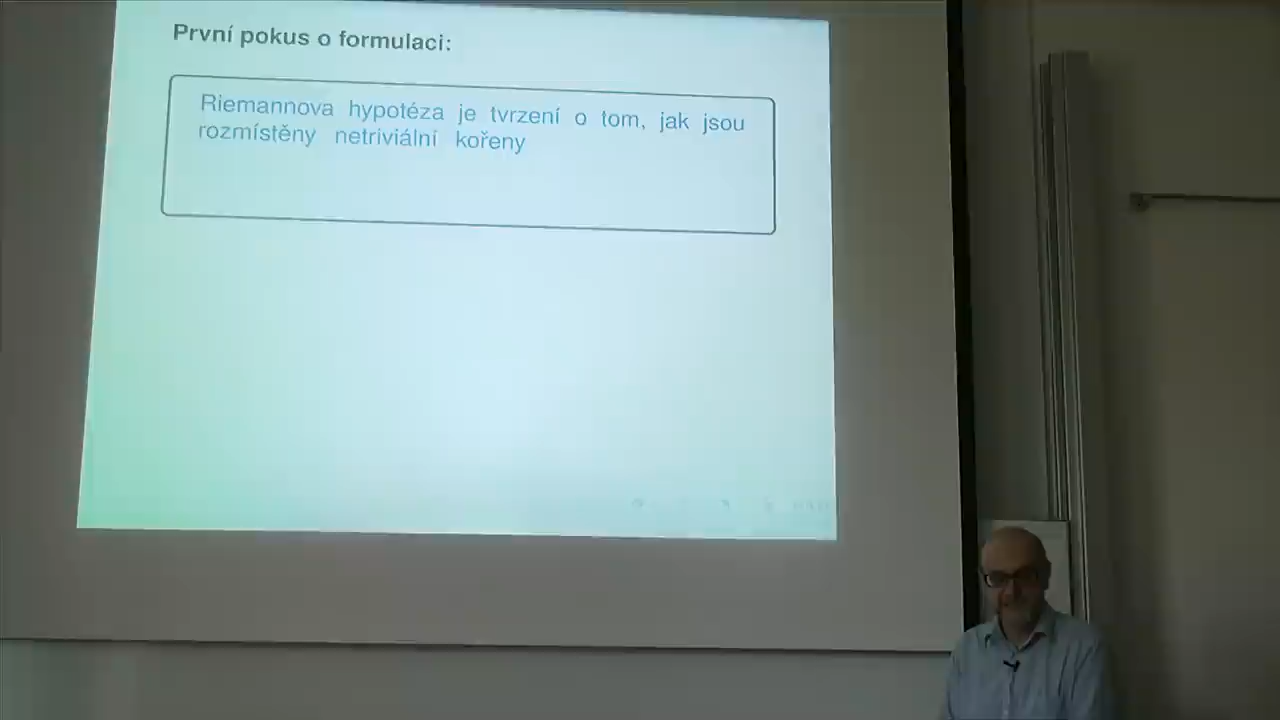 První pokus o formulaci:
Riemannova hypotéza je tvrzení o tom, jak jsou
rozmístěny netriviální kořeny